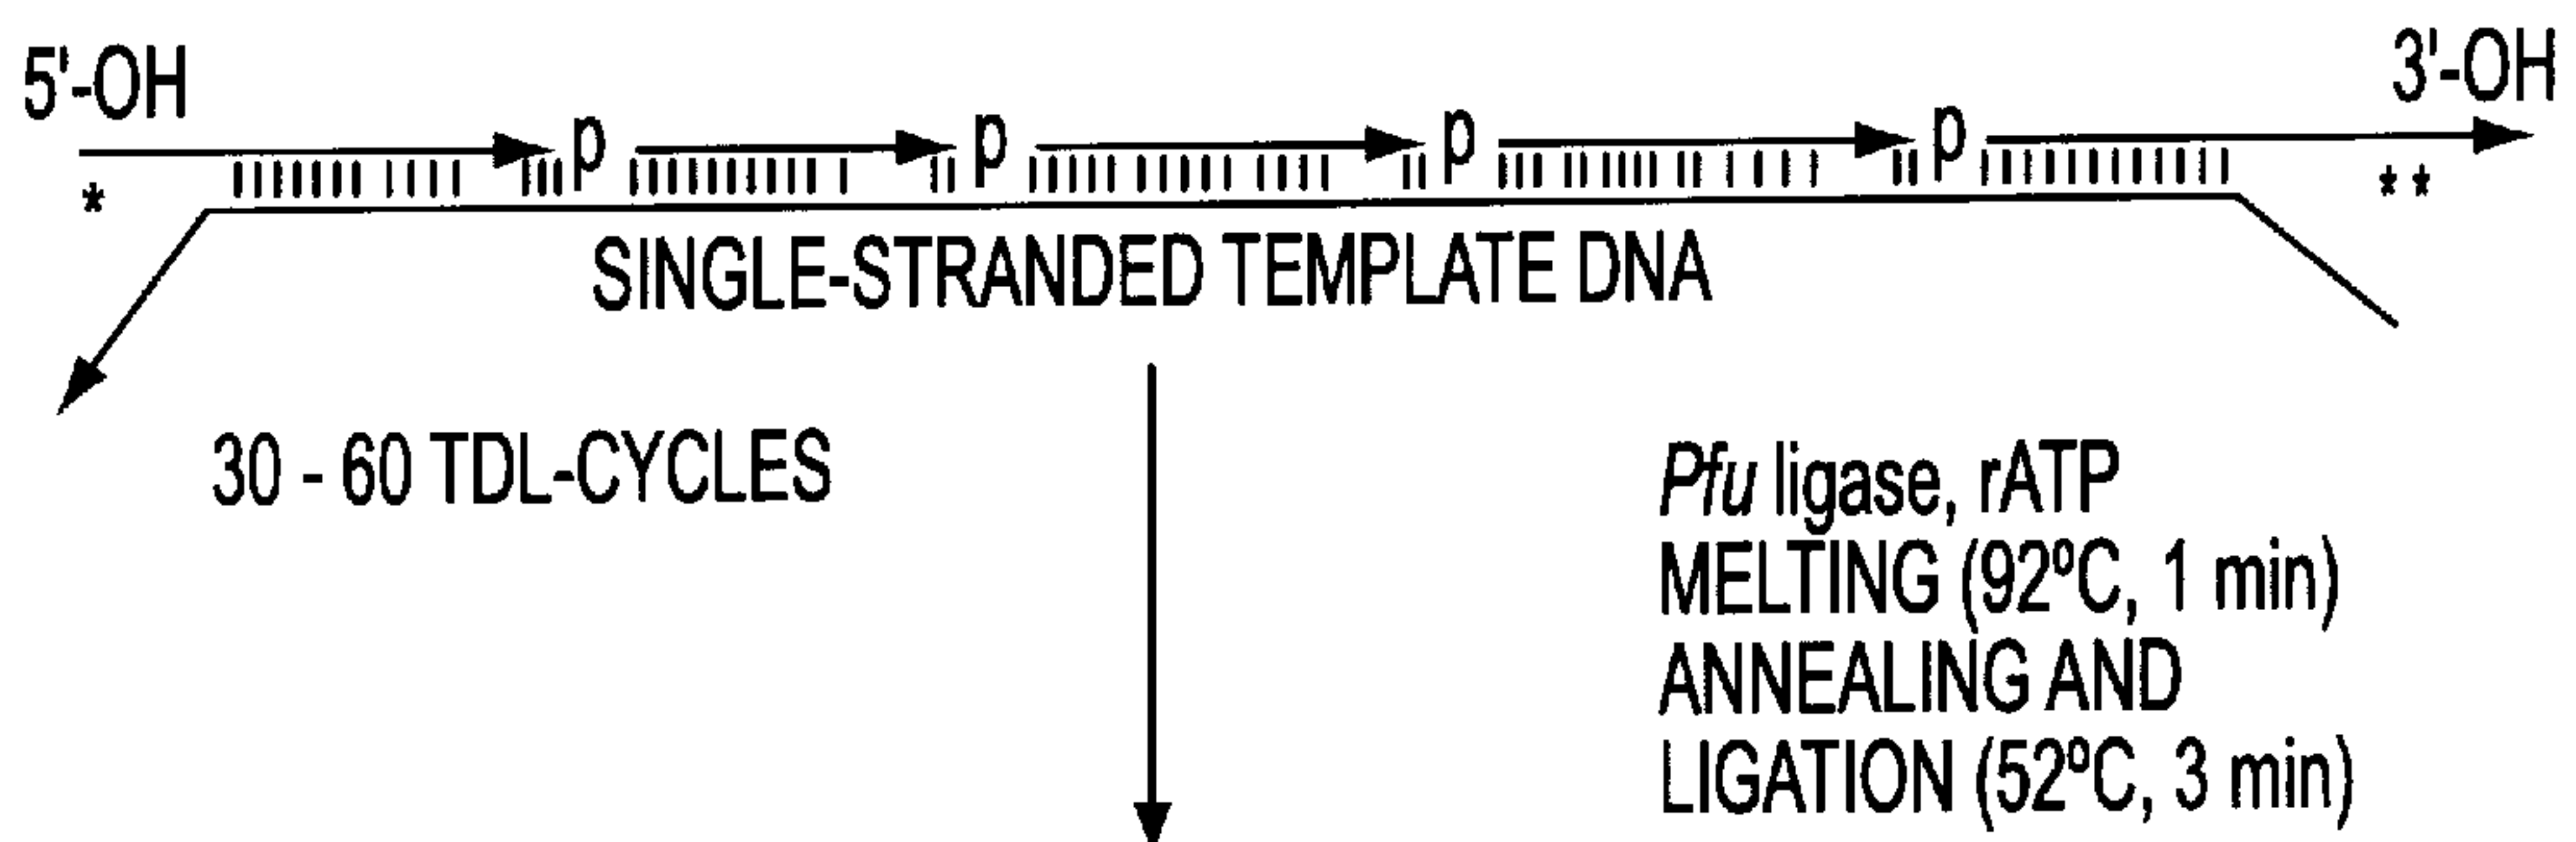 5'-OH
3'-OH
p p p p
* **
SINGLE-STRANDED TEMPLATE DNA
30 - 60 TDL-CYCLES
Pfu ligase, rATP
MELTING (92ºC, 1 min)
ANNEALING AND
LIGATION (52ºC, 3 min)